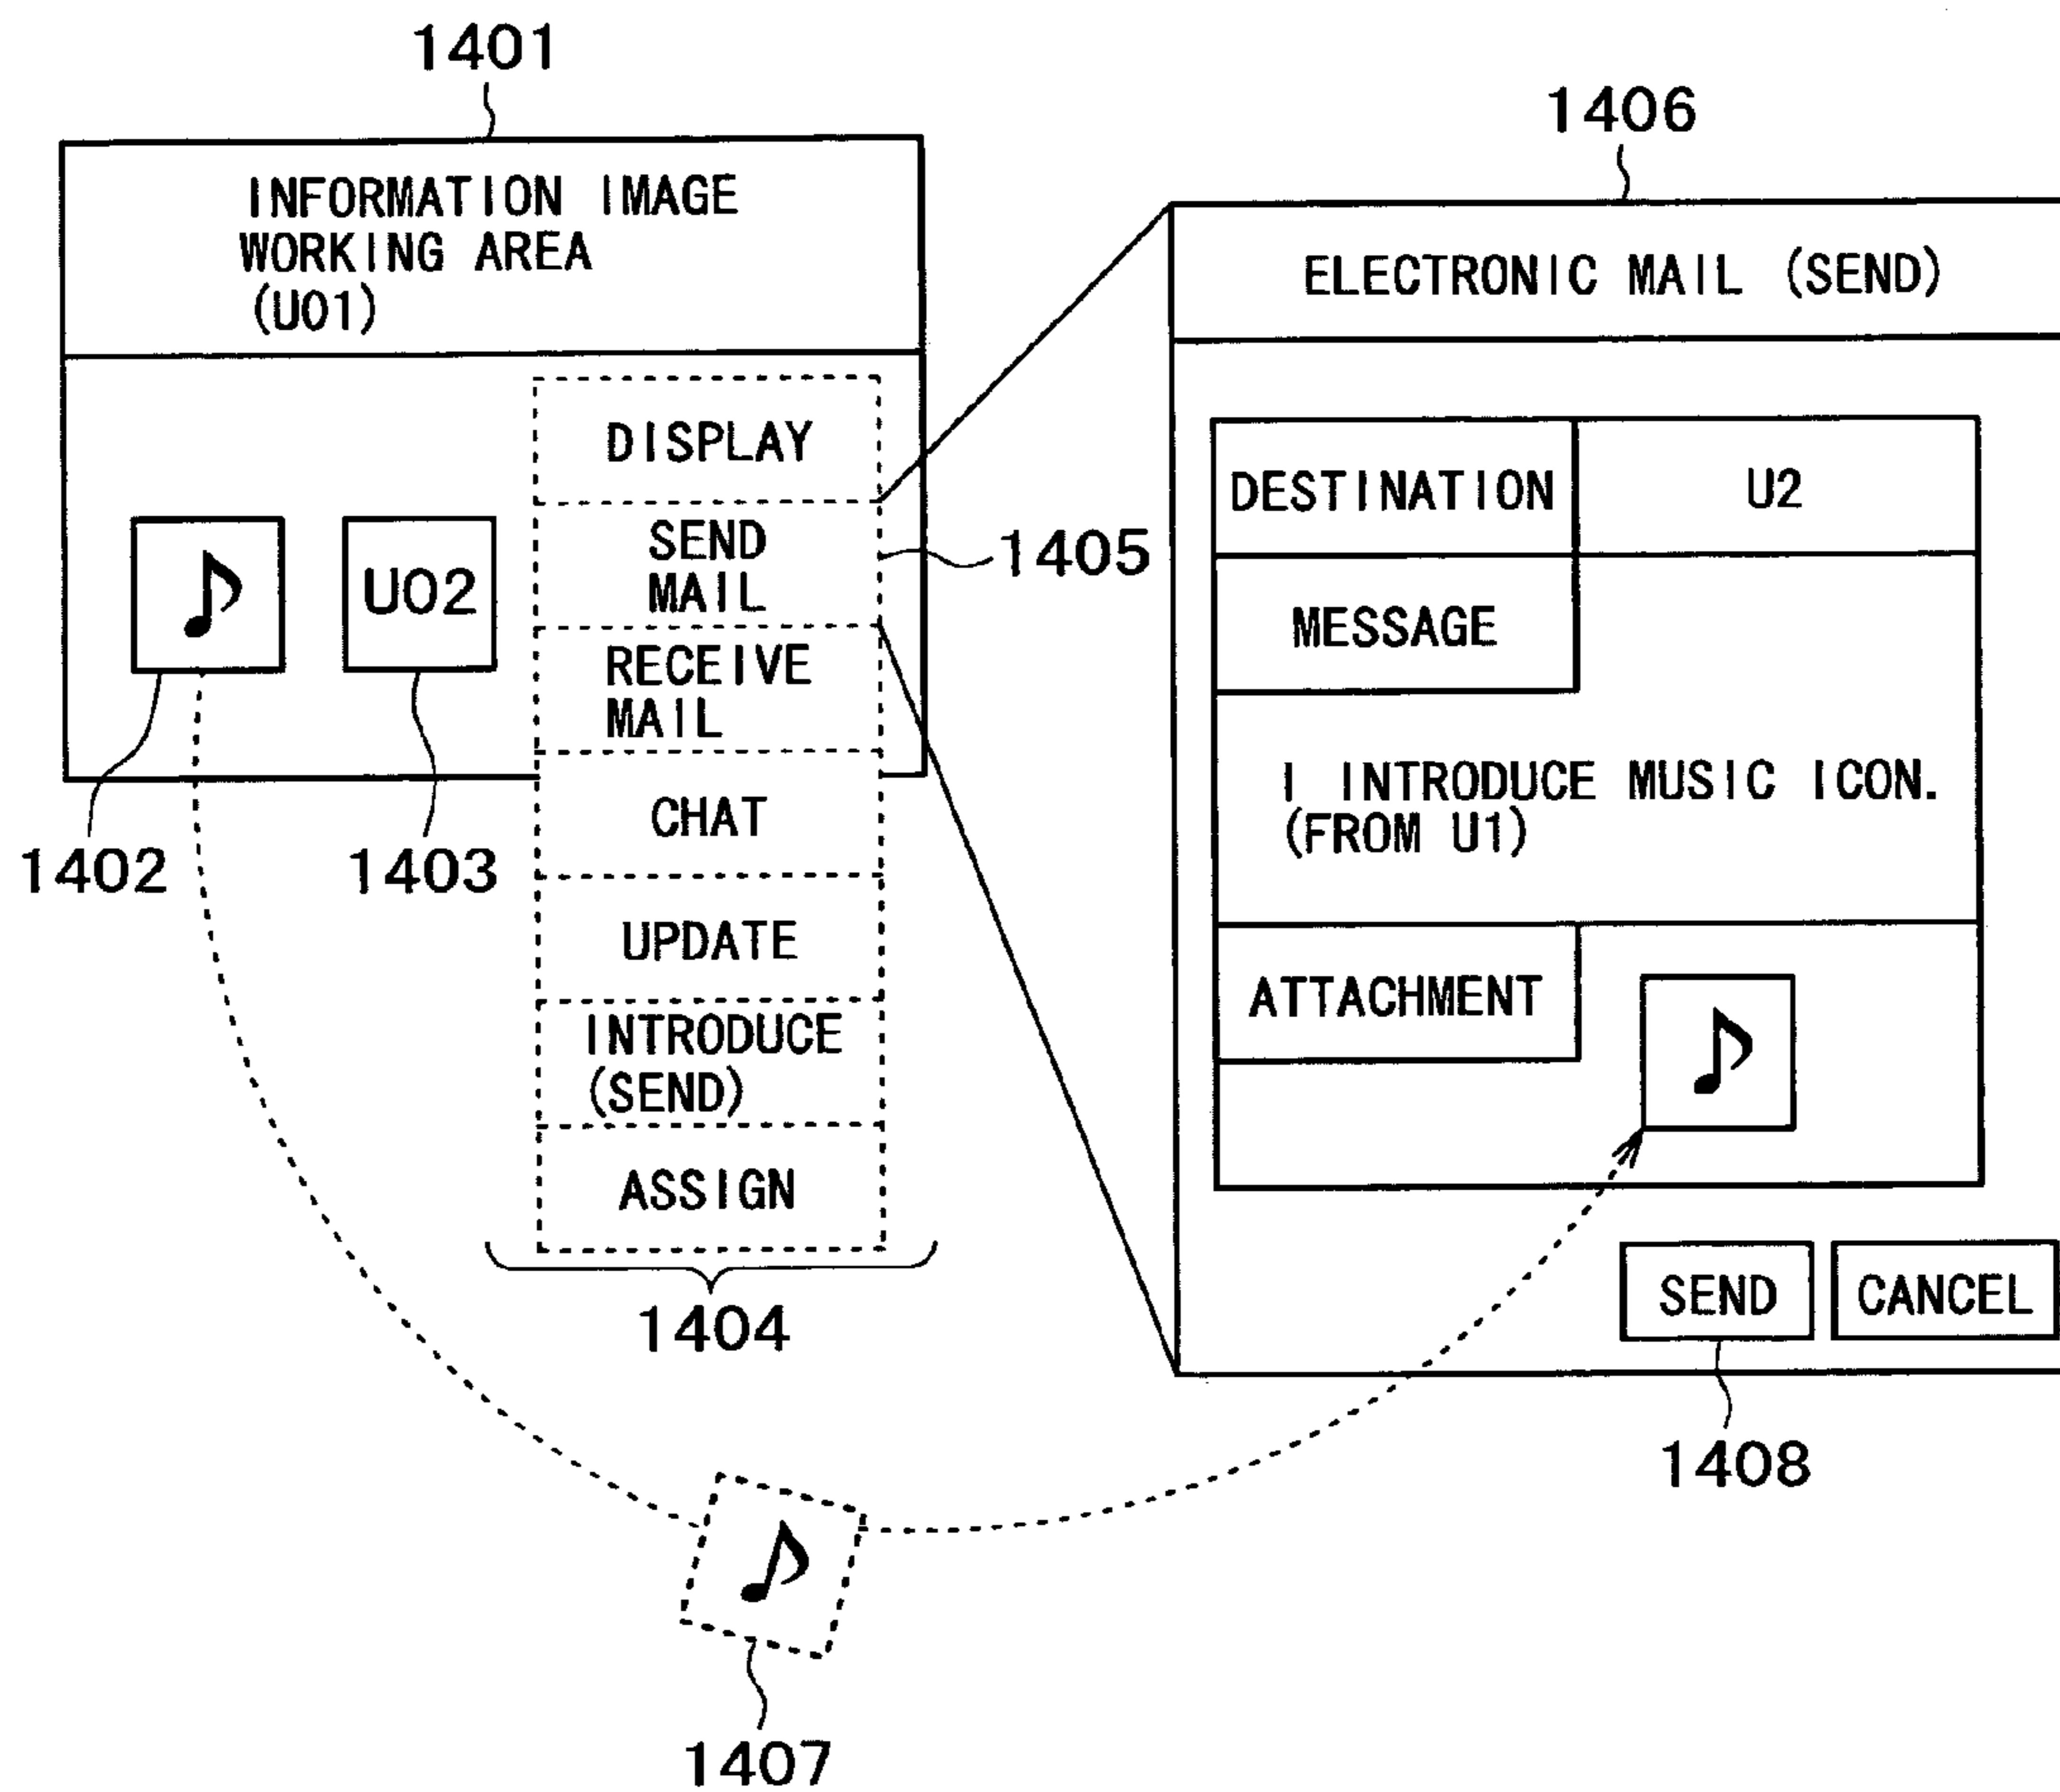 1401
INFORMATION IMAGE
WORKING AREA
(U01)
DISPLAY
SEND
MAIL
1405
RECEIVE
MAIL
CHAT
UPDATE
INTRODUCE
(SEND)
ASSIGN
1404
U02
1402
1403
1406
ELECTRONIC MAIL (SEND)
DESTINATION U2
MESSAGE
I INTRODUCE MUSIC ICON.
(FROM U1)
ATTACHMENT
SEND CANCEL
1408
1407